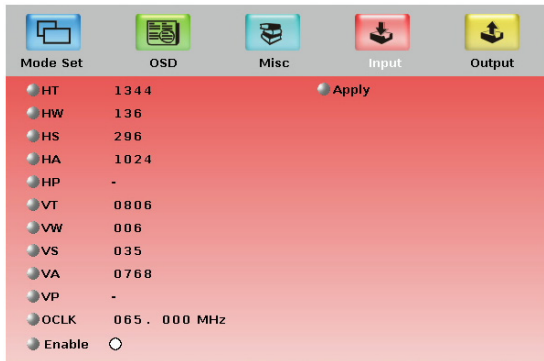 Mode Set OSD Misc Input Output
HT 1344 Apply
HW 136
HS 296
HA 1024
HP -
VT 0806
VW 006
VS 035
VA 0768
VP -
OCLK 065. 000 MHz
Enable